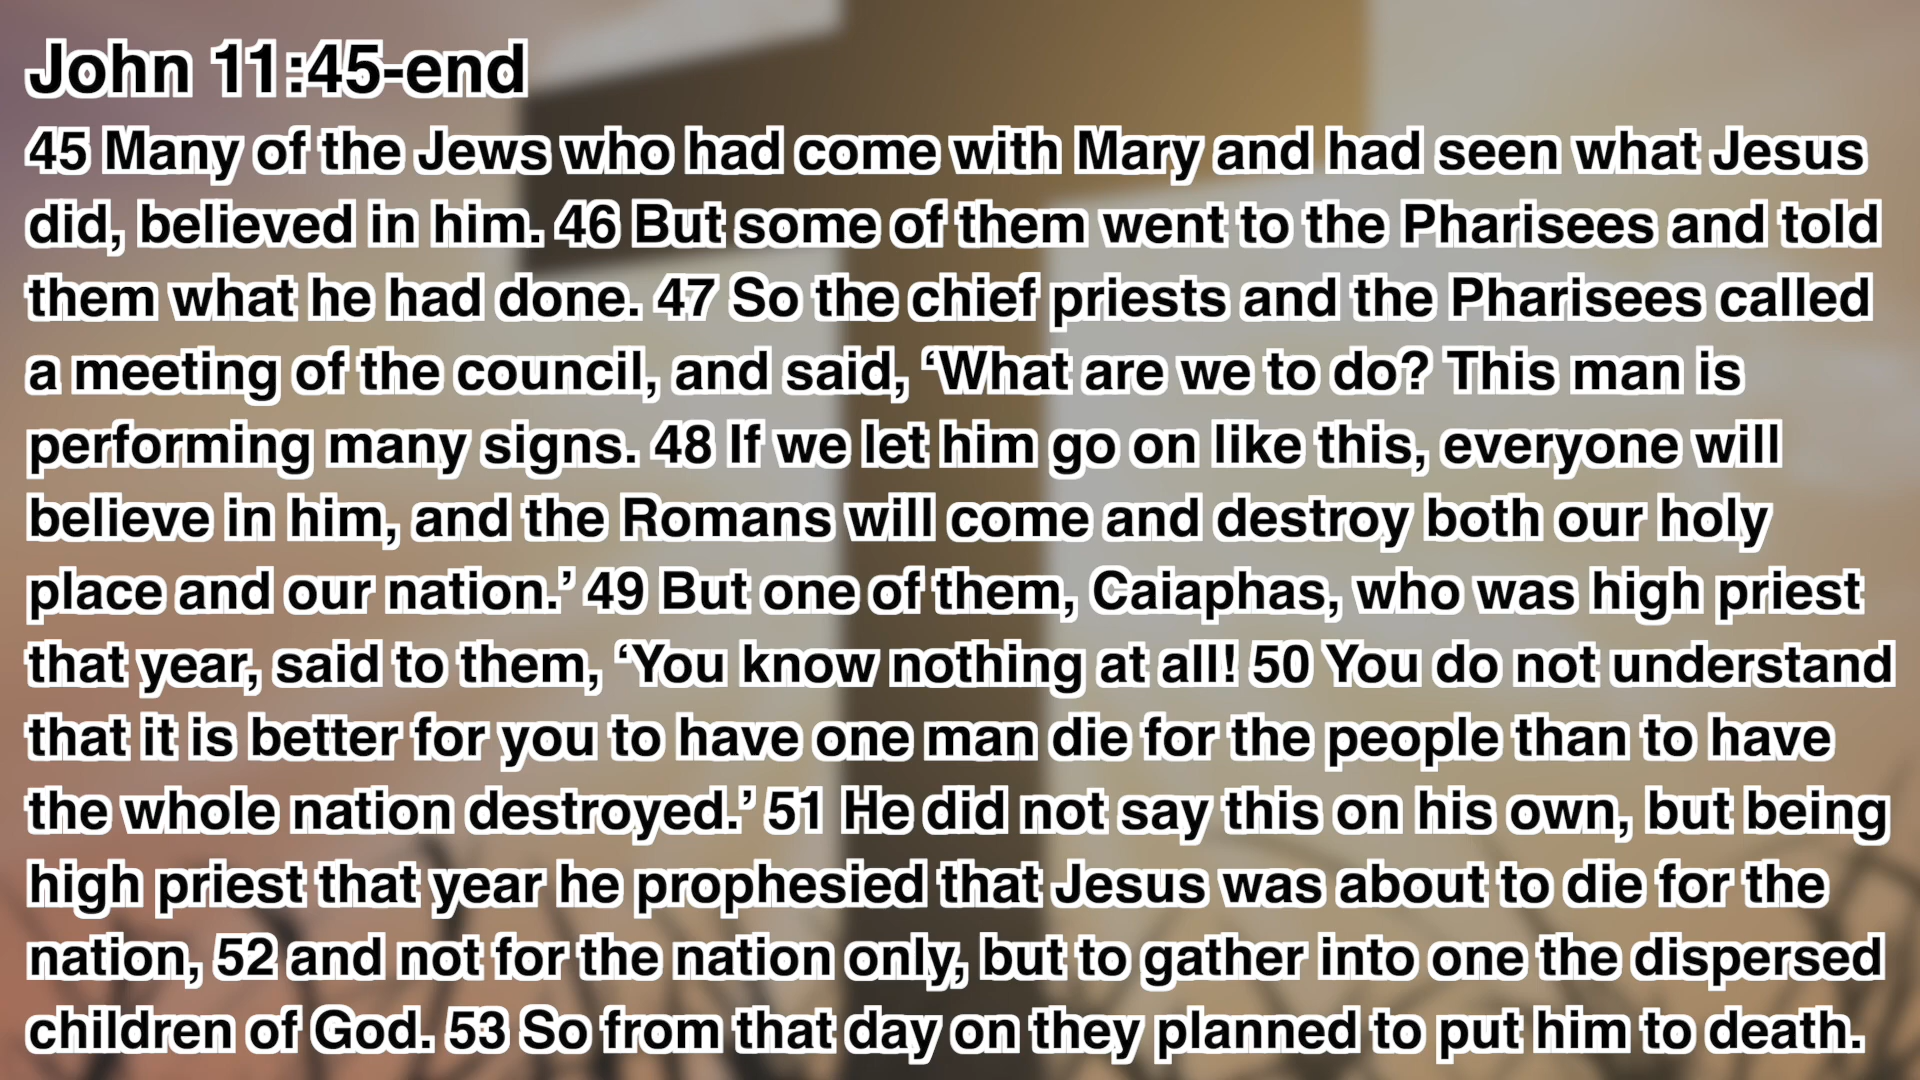 John 11:45-end
45 Many of the Jews who had come with Mary and had seen what Jesus
did, believed in him. 46 But some of them went to the Pharisees and told
them what he had done. 47 So the chief priests and the Pharisees called
a meeting of the council, and said, ‘What are we to do? This man is
performing many signs. 48 If we let him go on like this, everyone will
believe in him, and the Romans will come and destroy both our holy
place and our nation.’ 49 But one of them, Caiaphas, who was high priest
that year, said to them, ‘You know nothing at all! 50 You do not understand
that it is better for you to have one man die for the people than to have
the whole nation destroyed.’ 51 He did not say this on his own, but being
high priest that year he prophesied that Jesus was about to die for the
nation, 52 and not for the nation only, but to gather into one the dispersed
children of God. 53 So from that day on they planned to put him to death.